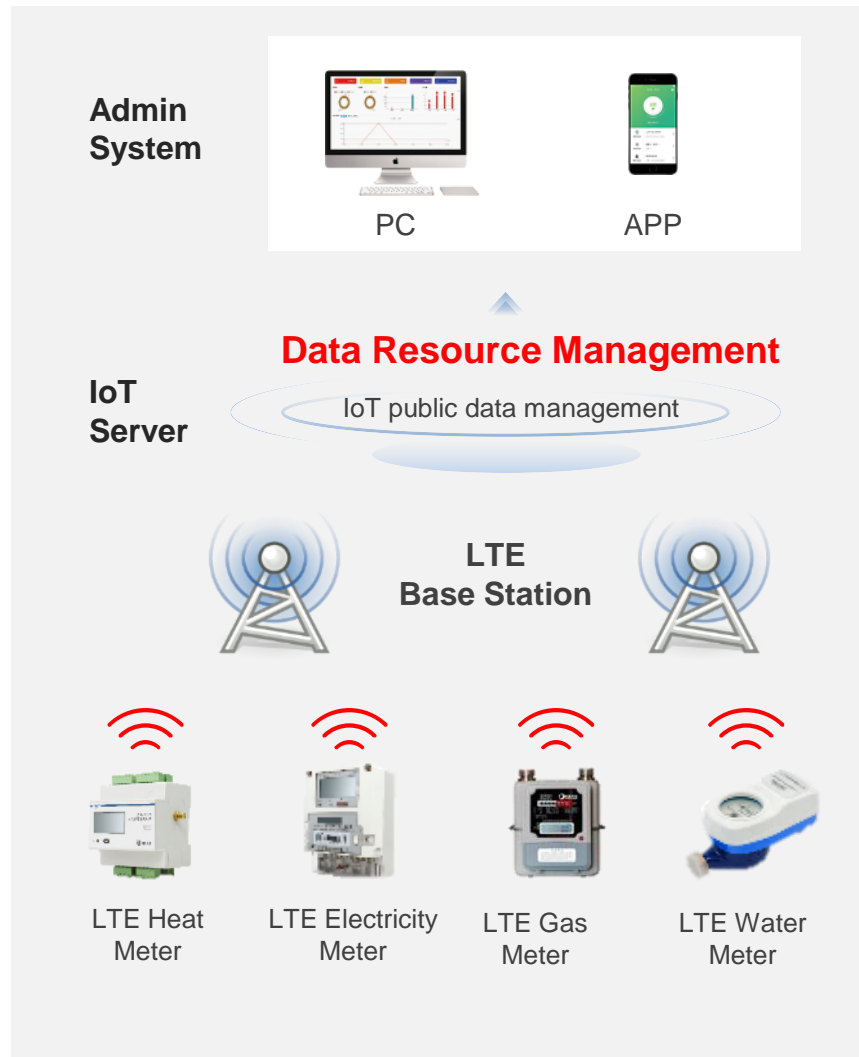 Admin
System
PC
APP
Data Resource Management
IoT
Server
IoT public data management
LTE
Base Station
LTE Heat
Meter
LTE Electricity
Meter
LTE Gas
Meter
LTE Water
Meter